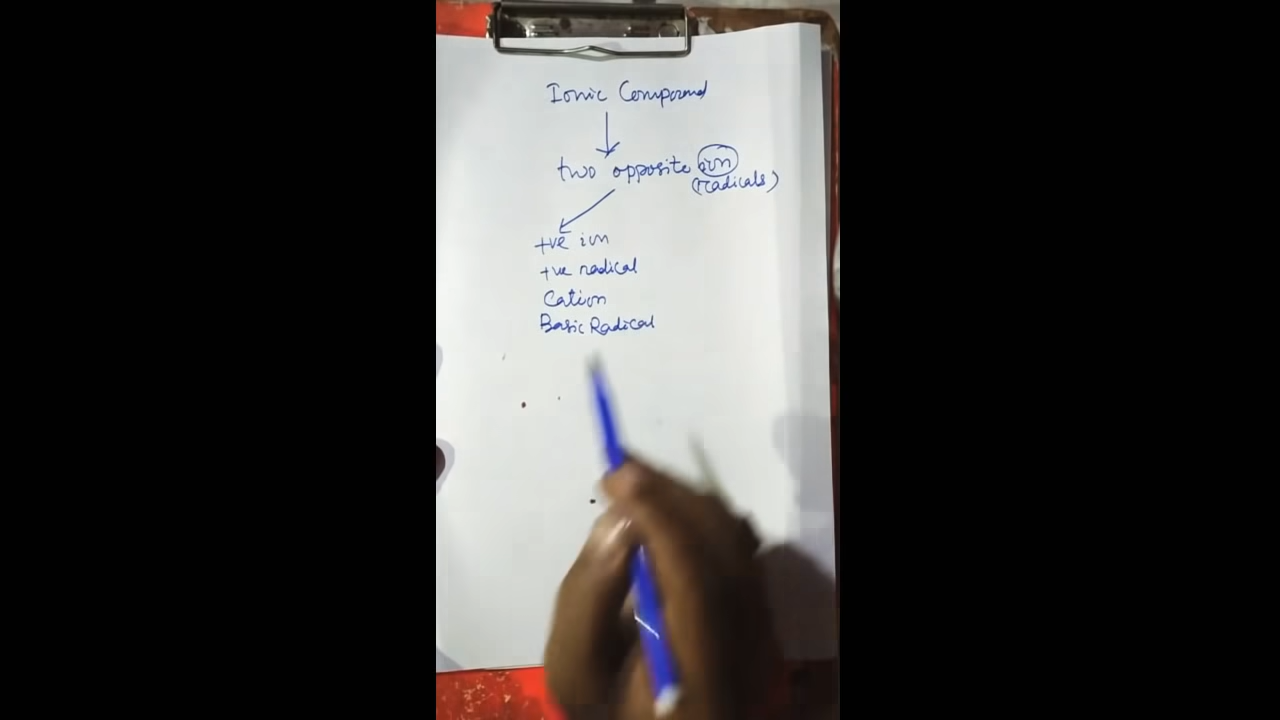 Ionic Compound
two opposite ion
(radicals)
+ve ion
+ve radical
Cation
Basic Radical